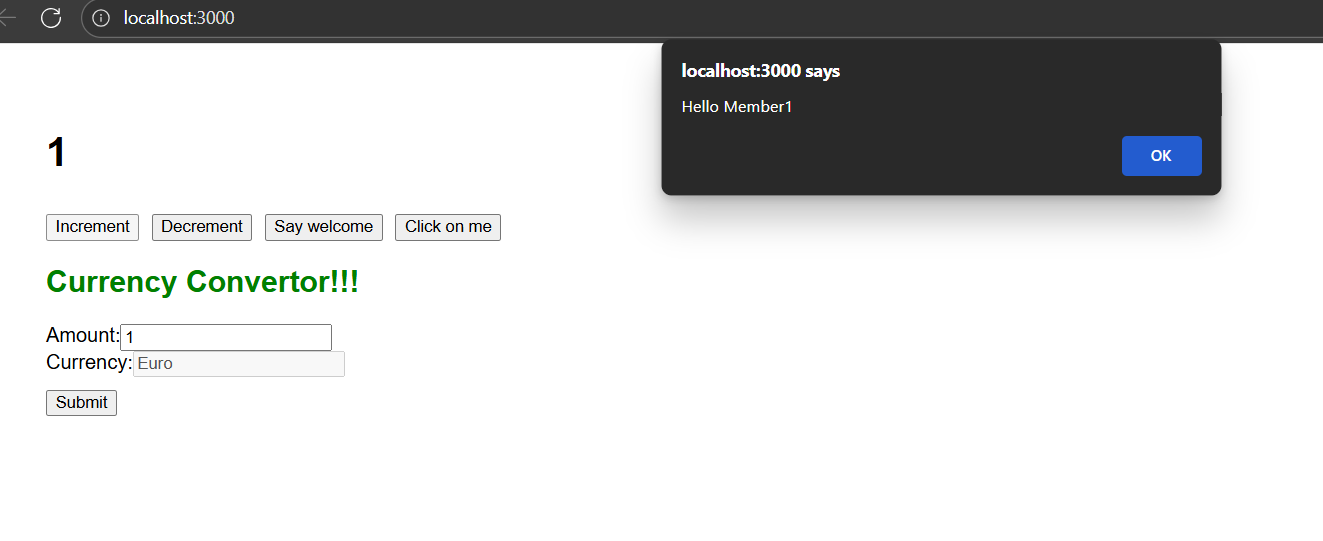 localhost:3000
localhost:3000 says
Hello Member1
OK
1
Increment Decrement Say welcome Click on me
Currency Convertor!!!
Amount: 1
Currency: Euro
Submit